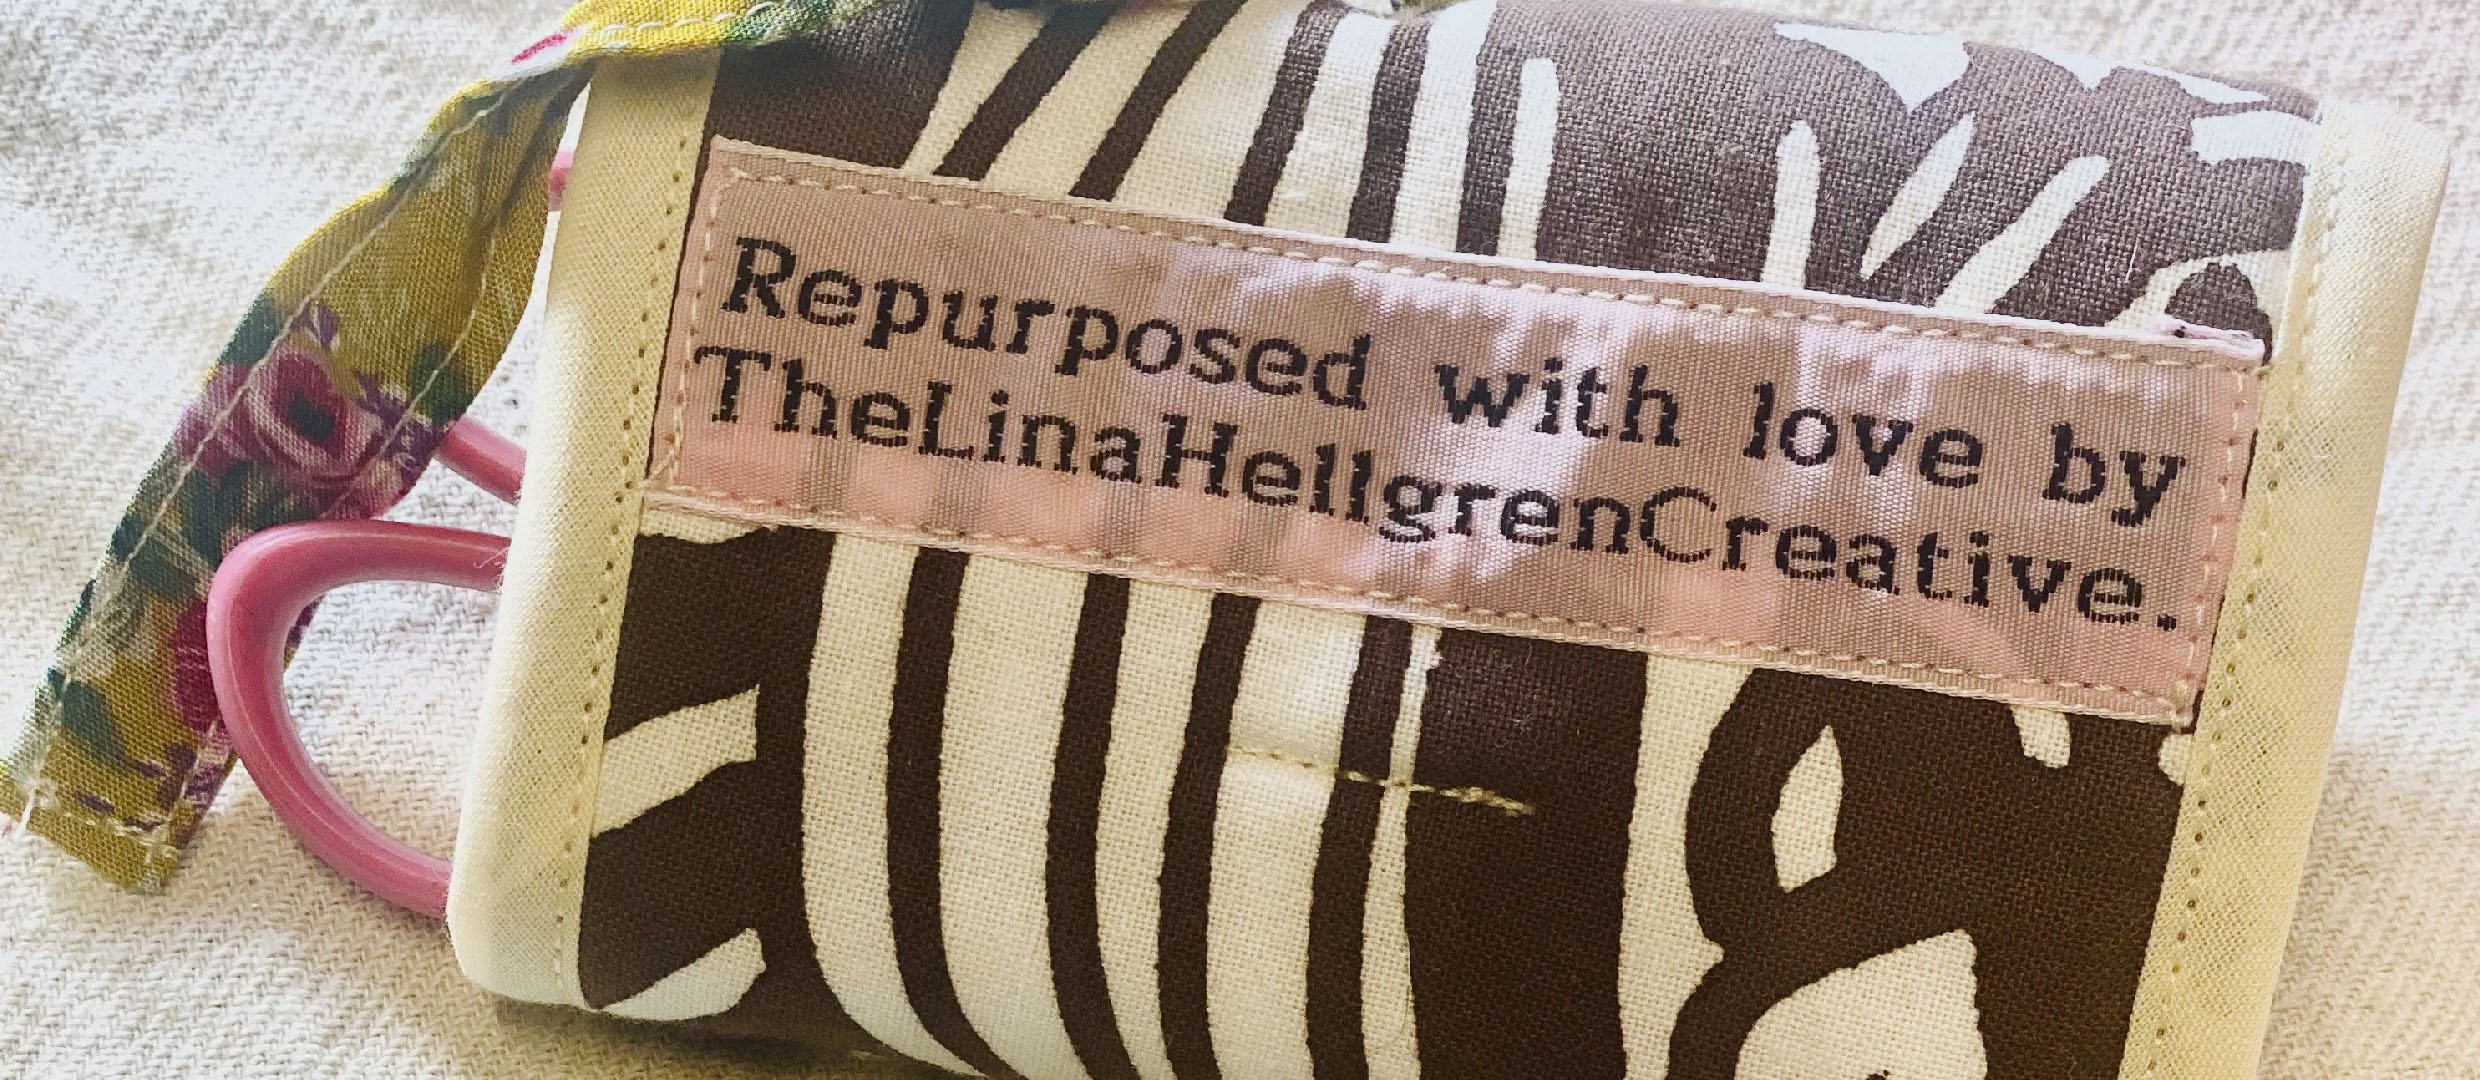 Repurposed with love by
TheLinaHellgrenCreative.